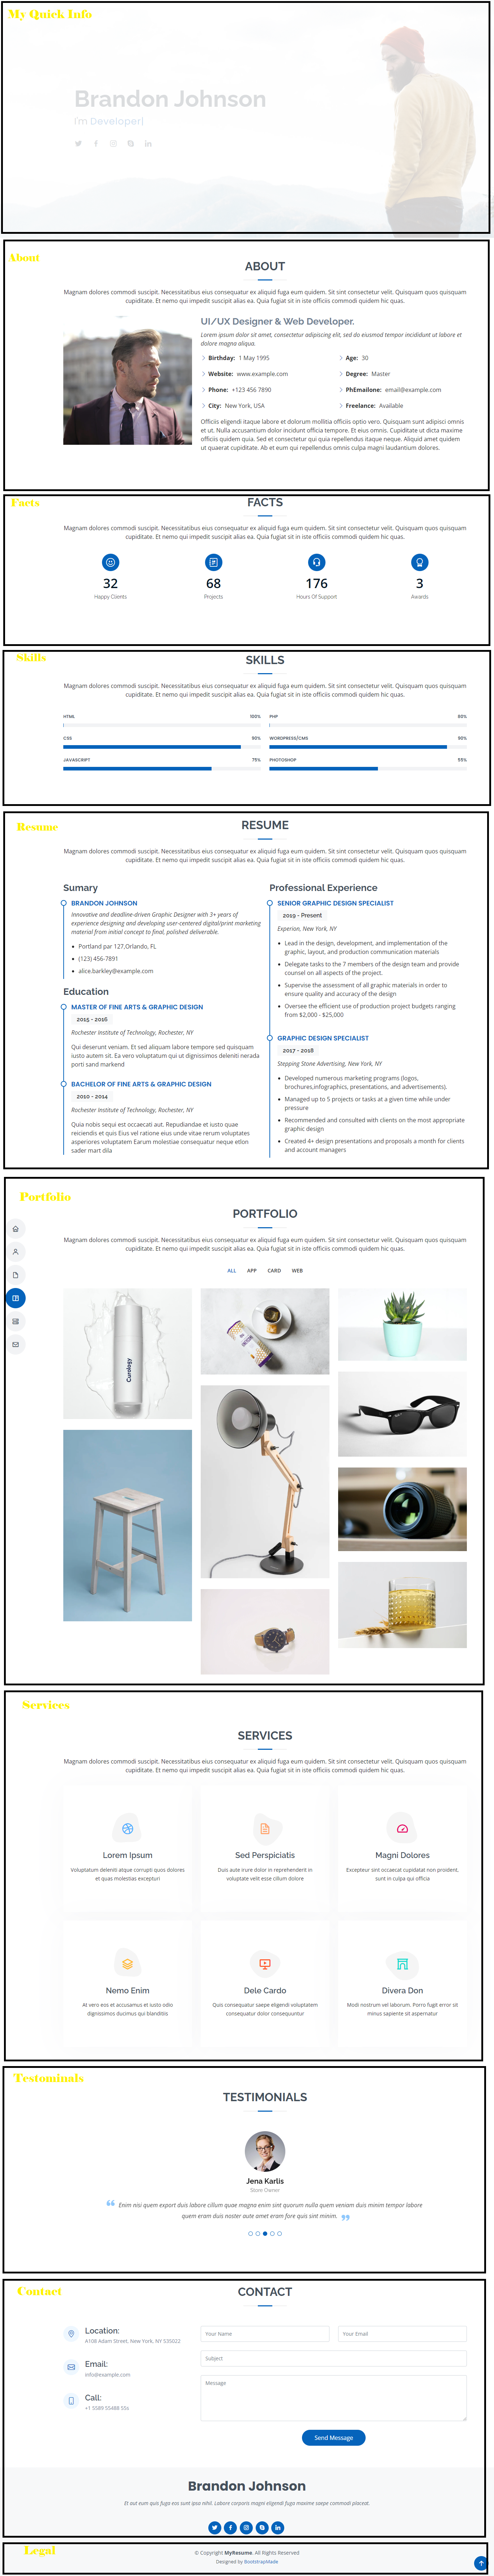 My Quick Info
Brandon Johnson
I'm Developer|
About
ABOUT
Magnam dolores commodi suscipit. Necessitatibus eius consequatur ex aliquid fuga eum quidem. Sit sint consectetur velit. Quisquam quos quisquam
cupiditate. Et nemo qui impedit suscipit alias ea. Quia fugiat sit in iste officiis commodi quidem hic quas.
UI/UX Designer & Web Developer.
Lorem ipsum dolor sit amet, consectetur adipiscing elit, sed do eiusmod tempor incididunt ut labore et
dolore magna aliqua.
Birthday: 1 May 1995
Age: 30
Website: www.example.com
Degree: Master
Phone: +123 456 7890
PhEmailone: email@example.com
City: New York, USA
Freelance: Available
Officiis eligendi itaque labore et dolorum mollitia officiis optio vero. Quisquam sunt adipisci omnis
et ut. Nulla accusantium dolor incidunt officia tempore. Et eius omnis. Cupiditate ut dicta maxime
officiis quidem quia. Sed et consectetur qui quia repellendus itaque neque. Aliquid amet quidem
ut quaerat cupiditate. Ab et eum qui repellendus omnis culpa magni laudantium dolores.
Facts
FACTS
Magnam dolores commodi suscipit. Necessitatibus eius consequatur ex aliquid fuga eum quidem. Sit sint consectetur velit. Quisquam quos quisquam
cupiditate. Et nemo qui impedit suscipit alias ea. Quia fugiat sit in iste officiis commodi quidem hic quas.
32
Happy Clients
68
Projects
176
Hours Of Support
3
Awards
Skills
SKILLS
Magnam dolores commodi suscipit. Necessitatibus eius consequatur ex aliquid fuga eum quidem. Sit sint consectetur velit. Quisquam quos quisquam
cupiditate. Et nemo qui impedit suscipit alias ea. Quia fugiat sit in iste officiis commodi quidem hic quas.
HTML 100%
PHP 80%
CSS 90%
WORDPRESS/CMS 90%
JAVASCRIPT 75%
PHOTOSHOP 55%
Resume
RESUME
Magnam dolores commodi suscipit. Necessitatibus eius consequatur ex aliquid fuga eum quidem. Sit sint consectetur velit. Quisquam quos quisquam
cupiditate. Et nemo qui impedit suscipit alias ea. Quia fugiat sit in iste officiis commodi quidem hic quas.
Sumary
BRANDON JOHNSON
Innovative and deadline-driven Graphic Designer with 3+ years of
experience designing and developing user-centered digital/print marketing
material from initial concept to final, polished deliverable.
Portland par 127,Orlando, FL
(123) 456-7891
alice.barkley@example.com
Education
MASTER OF FINE ARTS & GRAPHIC DESIGN
2015 - 2016
Rochester Institute of Technology, Rochester, NY
Qui deserunt veniam. Et sed aliquam labore tempore sed quisquam
iusto autem sit. Ea vero voluptatum qui ut dignissimos deleniti nerada
porti sand markend
BACHELOR OF FINE ARTS & GRAPHIC DESIGN
2010 - 2014
Rochester Institute of Technology, Rochester, NY
Quia nobis sequi est occaecati aut. Repudiandae et iusto quae
reiciendis et quis Eius vel ratione eius unde vitae rerum voluptates
asperiores voluptatem Earum molestiae consequatur neque etlon
sader mart dila
Professional Experience
SENIOR GRAPHIC DESIGN SPECIALIST
2019 - Present
Experion, New York, NY
Lead in the design, development, and implementation of the
graphic, layout, and production communication materials
Delegate tasks to the 7 members of the design team and provide
counsel on all aspects of the project.
Supervise the assessment of all graphic materials in order to
ensure quality and accuracy of the design
Oversee the efficient use of production project budgets ranging
from $2,000 - $25,000
GRAPHIC DESIGN SPECIALIST
2017 - 2018
Stepping Stone Advertising, New York, NY
Developed numerous marketing programs (logos,
brochures,infographics, presentations, and advertisements).
Managed up to 5 projects or tasks at a given time while under
pressure
Recommended and consulted with clients on the most appropriate
graphic design
Created 4+ design presentations and proposals a month for clients
and account managers
Portfolio
PORTFOLIO
Magnam dolores commodi suscipit. Necessitatibus eius consequatur ex aliquid fuga eum quidem. Sit sint consectetur velit. Quisquam quos quisquam
cupiditate. Et nemo qui impedit suscipit alias ea. Quia fugiat sit in iste officiis commodi quidem hic quas.
ALL APP CARD WEB
Curology
Services
SERVICES
Magnam dolores commodi suscipit. Necessitatibus eius consequatur ex aliquid fuga eum quidem. Sit sint consectetur velit. Quisquam quos quisquam
cupiditate. Et nemo qui impedit suscipit alias ea. Quia fugiat sit in iste officiis commodi quidem hic quas.
Lorem Ipsum
Voluptatum deleniti atque corrupti quos dolores
et quas molestias excepturi
Sed Perspiciatis
Duis aute irure dolor in reprehenderit in
voluptate velit esse cillum dolore
Magni Dolores
Excepteur sint occaecat cupidatat non proident,
sunt in culpa qui officia
Nemo Enim
At vero eos et accusamus et iusto odio
dignissimos ducimus qui blanditiis
Dele Cardo
Quis consequatur saepe eligendi voluptatem
consequatur dolor consequuntur
Divera Don
Modi nostrum vel laborum. Porro fugit error sit
minus sapiente sit aspernatur
Testominals
TESTIMONIALS
Jena Karlis
Store Owner
Enim nisi quem export duis labore cillum quae magna enim sint quorum nulla quem veniam duis minim tempor labore
quem eram duis noster aute amet eram fore quis sint minim.
Contact
CONTACT
Location:
A108 Adam Street, New York, NY 535022
Email:
info@example.com
Call:
+1 5589 55488 55s
Your Name
Your Email
Subject
Message
Send Message
Brandon Johnson
Et aut eum quis fuga eos sunt ipsa nihil. Labore corporis magni eligendi fuga maxime saepe commodi placeat.
Legal
© Copyright MyResume. All Rights Reserved
Designed by BootstrapMade